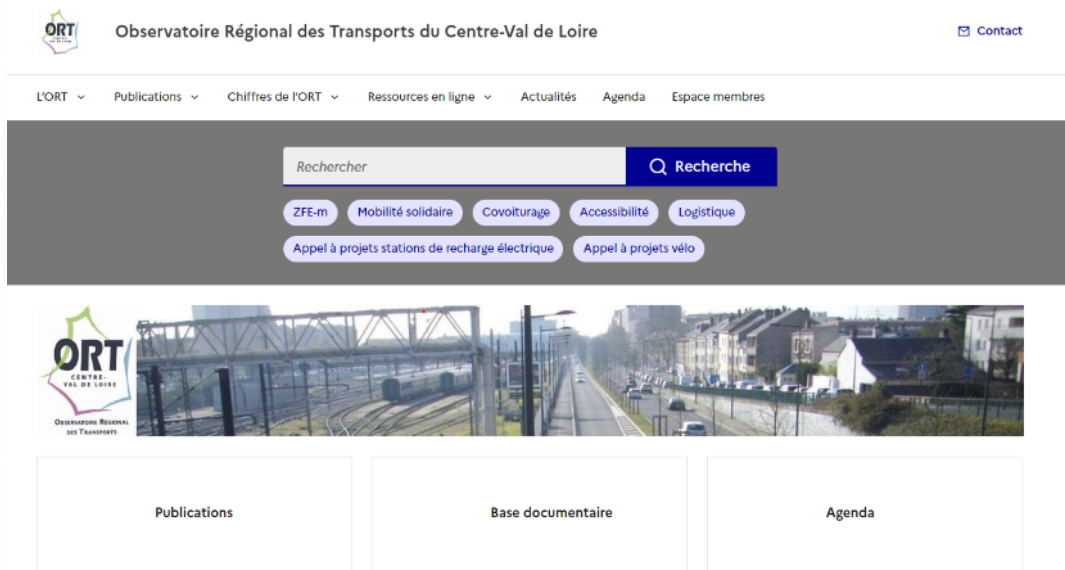 ORT
Observatoire Régional des Transports du Centre-Val de Loire
Contact
L'ORT
Publications
Chiffres de l'ORT
Ressources en ligne
Actualités
Agenda
Espace membres
Rechercher
Recherche
ZFE-m
Mobilité solidaire
Covoiturage
Accessibilité
Logistique
Appel à projets stations de recharge électrique
Appel à projets vélo
ORT
CENTRE-
VAL DE LOIRE
OBSERVATOIRE RÉGIONAL
DES TRANSPORTS
Publications
Base documentaire
Agenda